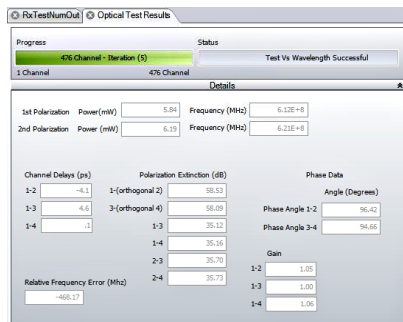 RxTestNumOut Optical Test Results
Progress Status
476 Channel - Iteration (5) Test Vs Wavelength Successful
1 Channel 476 Channel
Details
1st Polarization Power(mW) 5.84 Frequency (MHz) 6.12E+8
2nd Polarization Power (mW) 6.19 Frequency (MHz) 6.21E+8
Channel Delays (ps) Polarization Extinction (dB) Phase Data
1-2 -4.1 1-(orthogonal 2) 58.53 Angle (Degrees)
1-3 4.6 3-(orthogonal 4) 58.09 Phase Angle 1-2 96.42
1-4 .1 1-3 35.12 Phase Angle 3-4 94.66
1-4 35.16
2-3 35.70 Gain
2-4 35.73 1-2 1.05
Relative Frequency Error (Mhz) 1-3 1.00
-468.17 1-4 1.06